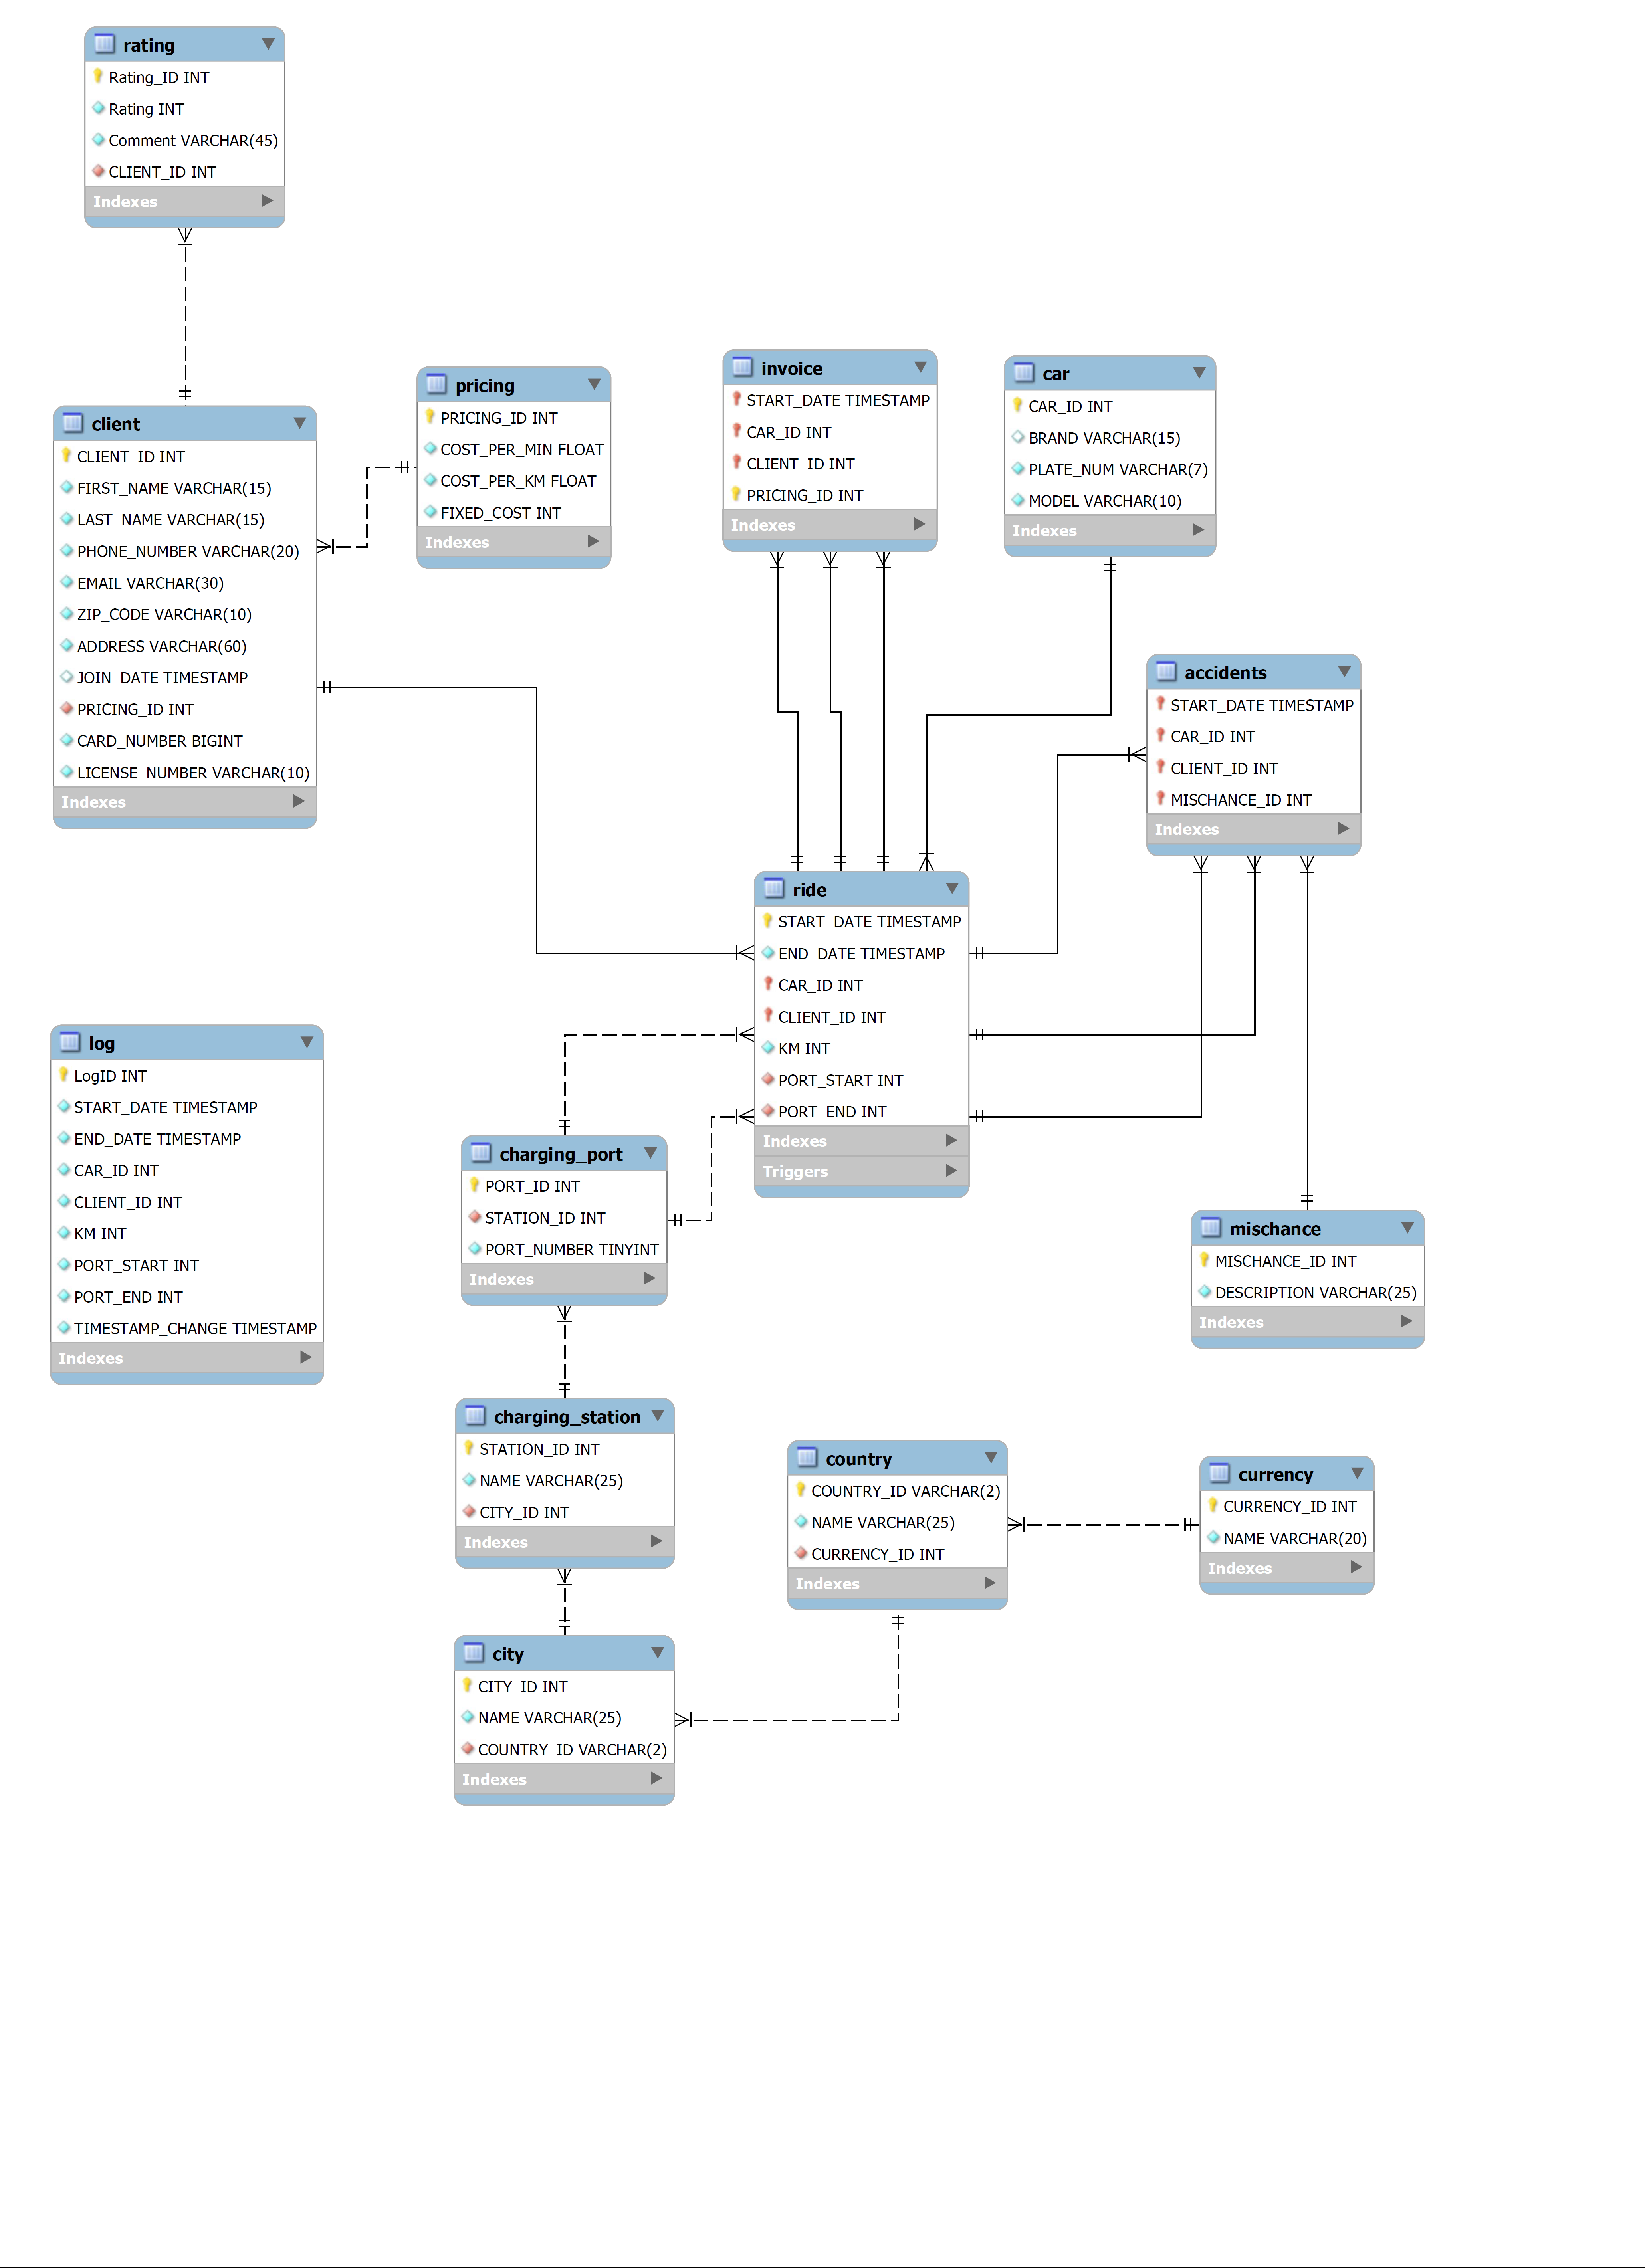 rating
Rating_ID INT
Rating INT
Comment VARCHAR(45)
CLIENT_ID INT
Indexes
client
CLIENT_ID INT
FIRST_NAME VARCHAR(15)
LAST_NAME VARCHAR(15)
PHONE_NUMBER VARCHAR(20)
EMAIL VARCHAR(30)
ZIP_CODE VARCHAR(10)
ADDRESS VARCHAR(60)
JOIN_DATE TIMESTAMP
PRICING_ID INT
CARD_NUMBER BIGINT
LICENSE_NUMBER VARCHAR(10)
Indexes
pricing
PRICING_ID INT
COST_PER_MIN FLOAT
COST_PER_KM FLOAT
FIXED_COST INT
Indexes
invoice
START_DATE TIMESTAMP
CAR_ID INT
CLIENT_ID INT
PRICING_ID INT
Indexes
car
CAR_ID INT
BRAND VARCHAR(15)
PLATE_NUM VARCHAR(7)
MODEL VARCHAR(10)
Indexes
accidents
START_DATE TIMESTAMP
CAR_ID INT
CLIENT_ID INT
MISCHANCE_ID INT
Indexes
ride
START_DATE TIMESTAMP
END_DATE TIMESTAMP
CAR_ID INT
CLIENT_ID INT
KM INT
PORT_START INT
PORT_END INT
Indexes
Triggers
log
LogID INT
START_DATE TIMESTAMP
END_DATE TIMESTAMP
CAR_ID INT
CLIENT_ID INT
KM INT
PORT_START INT
PORT_END INT
TIMESTAMP_CHANGE TIMESTAMP
Indexes
charging_port
PORT_ID INT
STATION_ID INT
PORT_NUMBER TINYINT
Indexes
mischance
MISCHANCE_ID INT
DESCRIPTION VARCHAR(25)
Indexes
charging_station
STATION_ID INT
NAME VARCHAR(25)
CITY_ID INT
Indexes
country
COUNTRY_ID VARCHAR(2)
NAME VARCHAR(25)
CURRENCY_ID INT
Indexes
currency
CURRENCY_ID INT
NAME VARCHAR(20)
Indexes
city
CITY_ID INT
NAME VARCHAR(25)
COUNTRY_ID VARCHAR(2)
Indexes